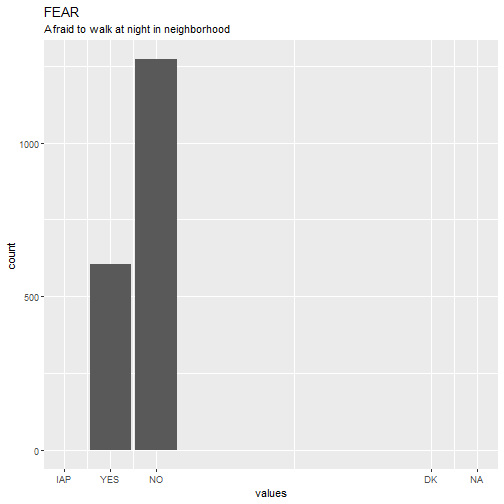 FEAR
Afraid to walk at night in neighborhood
1000
500
0
count
IAP YES NO DK NA
values